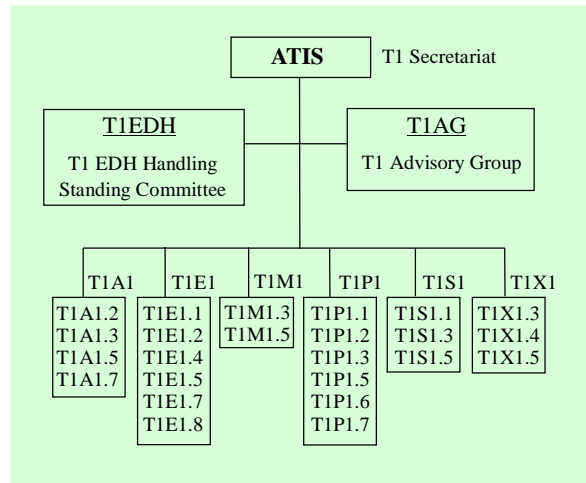 ATIS
T1 Secretariat
T1EDH
T1 EDH Handling
Standing Committee
T1AG
T1 Advisory Group
T1A1
T1A1.2
T1A1.3
T1A1.5
T1A1.7
T1E1
T1E1.1
T1E1.2
T1E1.4
T1E1.5
T1E1.7
T1E1.8
T1M1
T1M1.3
T1M1.5
T1P1
T1P1.1
T1P1.2
T1P1.3
T1P1.5
T1P1.6
T1P1.7
T1S1
T1S1.1
T1S1.3
T1S1.5
T1X1
T1X1.3
T1X1.4
T1X1.5